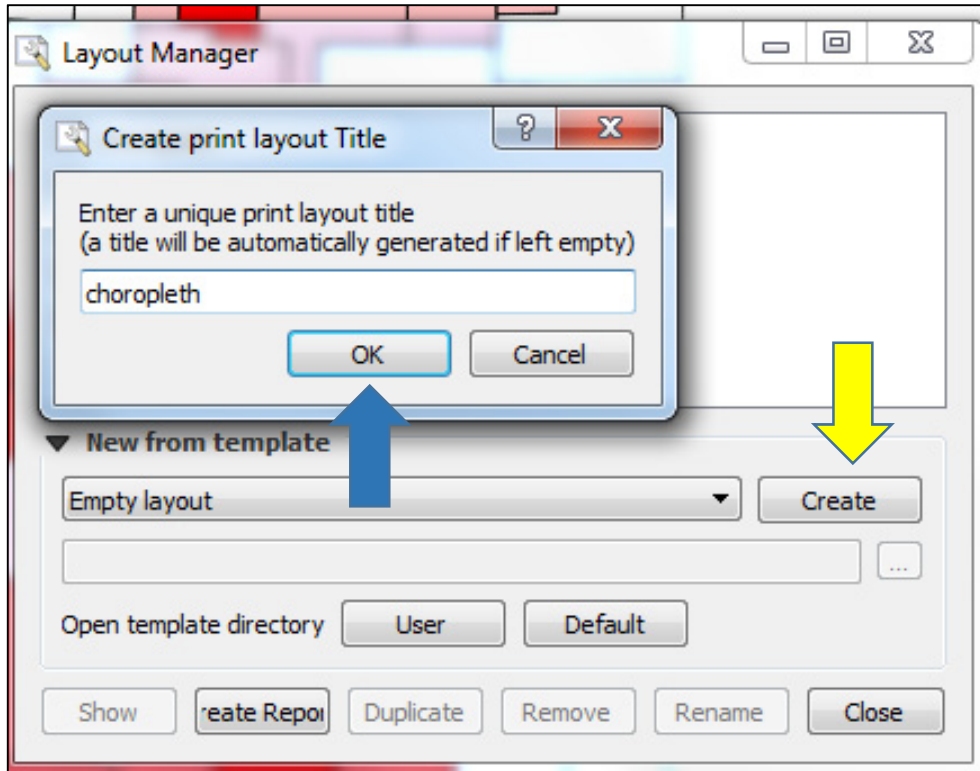 Layout Manager
Create print layout Title
Enter a unique print layout title
(a title will be automatically generated if left empty)
choropleth
OK Cancel
New from template
Empty layout Create
...
Open template directory User Default
Show reate Repor Duplicate Remove Rename Close